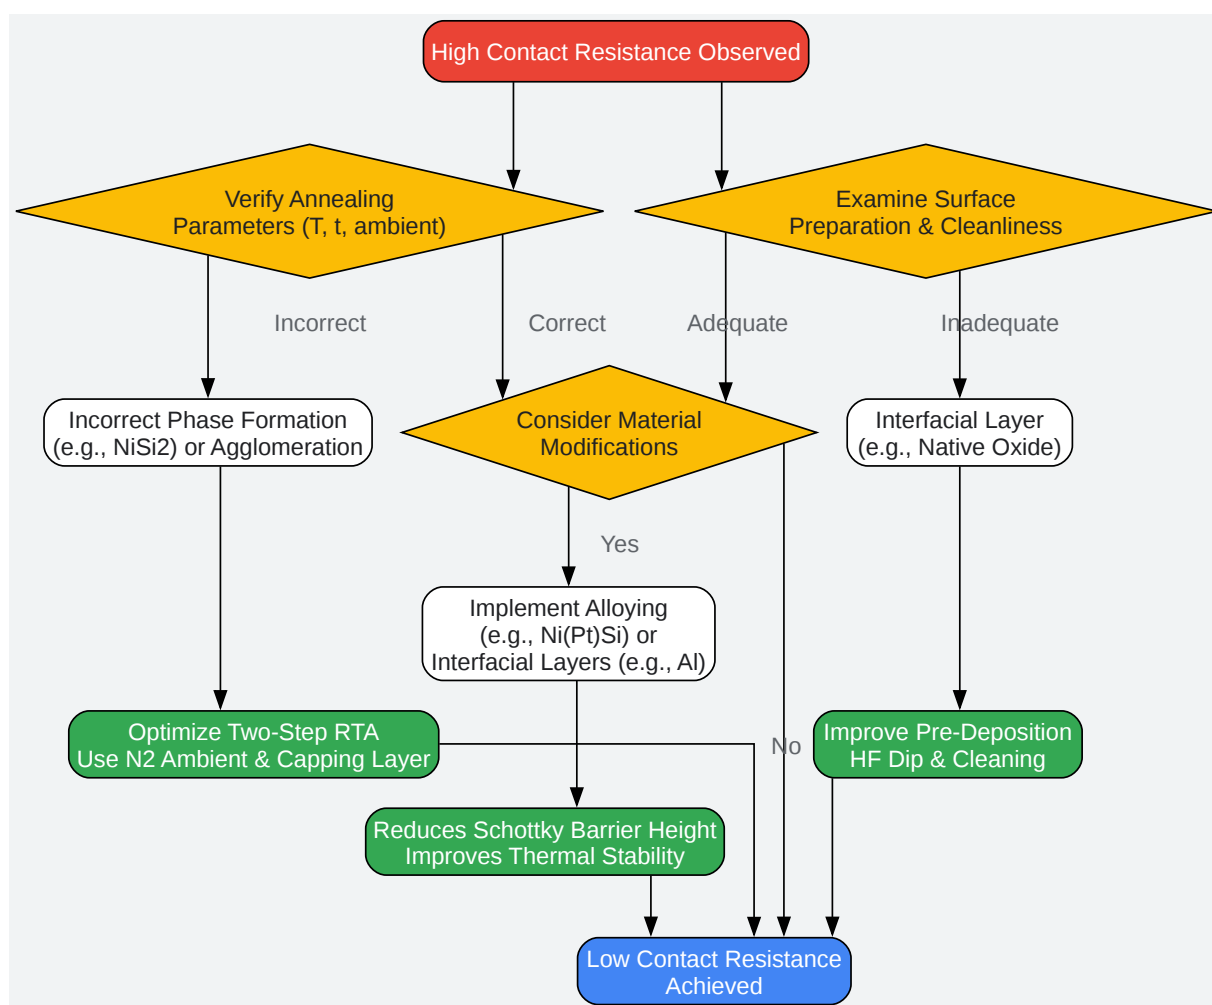 High Contact Resistance Observed
Verify Annealing
Parameters (T, t, ambient)
Examine Surface
Preparation & Cleanliness
Incorrect
Correct
Adequate
Inadequate
Incorrect Phase Formation
(e.g., NiSi2) or Agglomeration
Consider Material
Modifications
Interfacial Layer
(e.g., Native Oxide)
Yes
Implement Alloying
(e.g., Ni(Pt)Si) or
Interfacial Layers (e.g., Al)
Optimize Two-Step RTA
Use N2 Ambient & Capping Layer
No
Improve Pre-Deposition
HF Dip & Cleaning
Reduces Schottky Barrier Height
Improves Thermal Stability
Low Contact Resistance
Achieved